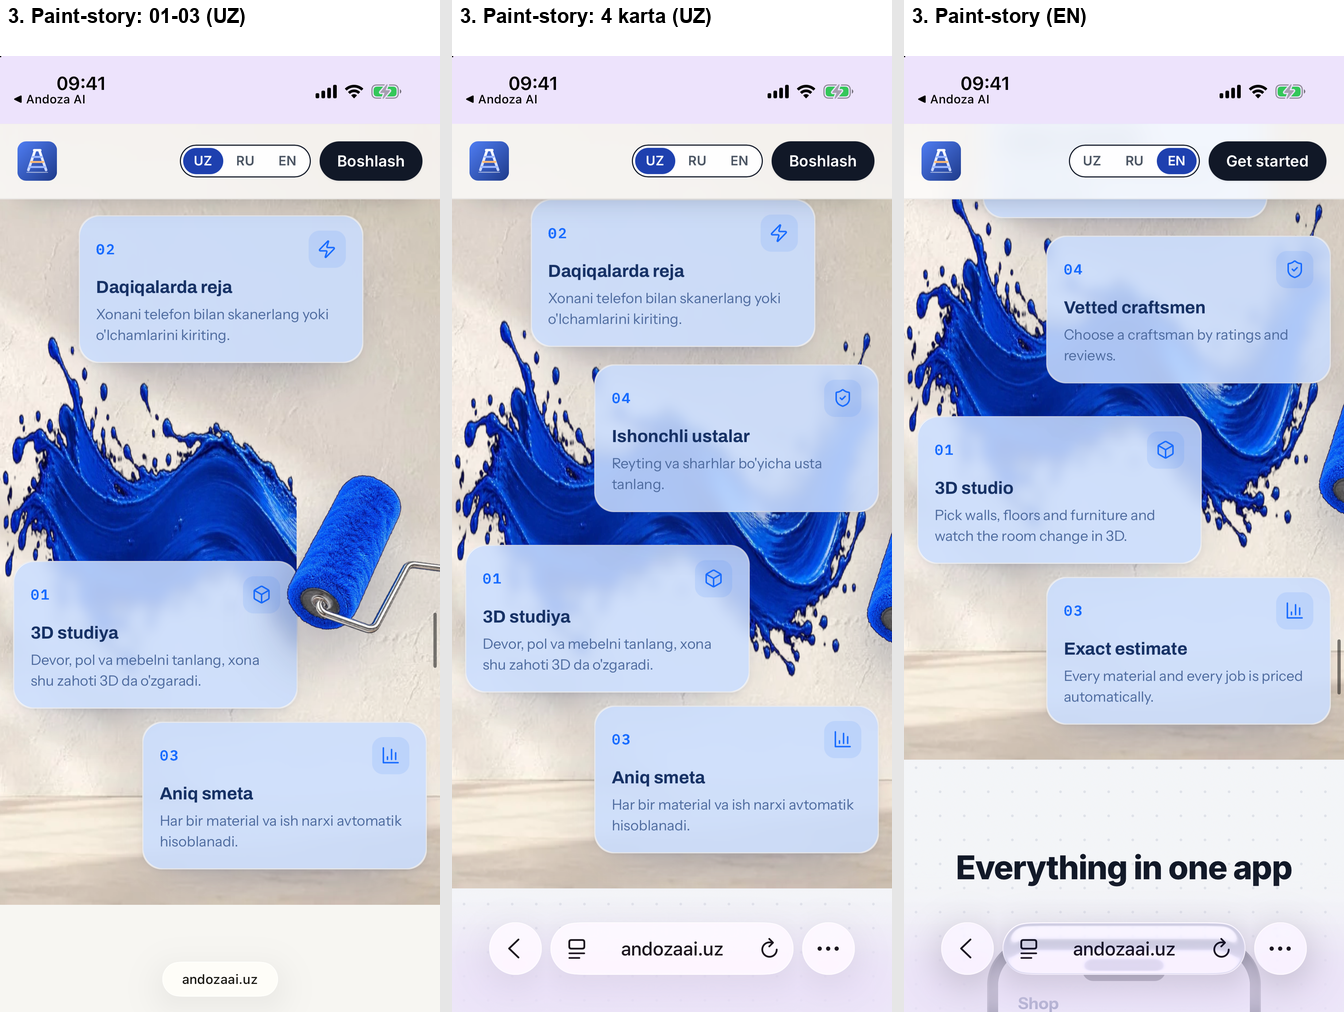 3. Paint-story: 01-03 (UZ)
09:41
◀ Andoza AI
UZ RU EN
Boshlash
02
Daqiqalarda reja
Xonani telefon bilan skanerlang yoki
o'lchamlarini kiriting.
01
3D studiya
Devor, pol va mebelni tanlang, xona
shu zahoti 3D da o'zgaradi.
03
Aniq smeta
Har bir material va ish narxi avtomatik
hisoblanadi.
andozaai.uz
3. Paint-story: 4 karta (UZ)
09:41
◀ Andoza AI
UZ RU EN
Boshlash
02
Daqiqalarda reja
Xonani telefon bilan skanerlang yoki
o'lchamlarini kiriting.
04
Ishonchli ustalar
Reyting va sharhlar bo'yicha usta
tanlang.
01
3D studiya
Devor, pol va mebelni tanlang, xona
shu zahoti 3D da o'zgaradi.
03
Aniq smeta
Har bir material va ish narxi avtomatik
hisoblanadi.
andozaai.uz
3. Paint-story (EN)
09:41
◀ Andoza AI
UZ RU EN
Get started
04
Vetted craftsmen
Choose a craftsman by ratings and
reviews.
01
3D studio
Pick walls, floors and furniture and
watch the room change in 3D.
03
Exact estimate
Every material and every job is priced
automatically.
Everything in one app
andozaai.uz
Shop